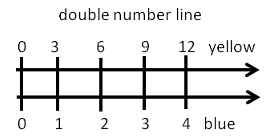 double number line
0 3 6 9 12 yellow
0 1 2 3 4 blue